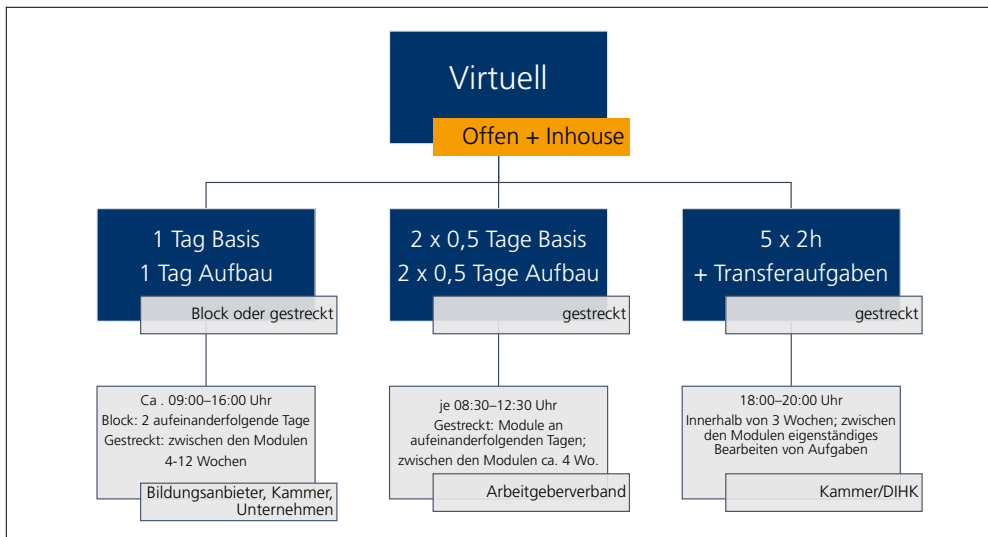 Virtuell
Offen + Inhouse
1 Tag Basis
1 Tag Aufbau
Block oder gestreckt
2 x 0,5 Tage Basis
2 x 0,5 Tage Aufbau
gestreckt
5 x 2h
+ Transferaufgaben
gestreckt
Ca . 09:00–16:00 Uhr
Block: 2 aufeinanderfolgende Tage
Gestreckt: zwischen den Modulen
4-12 Wochen
Bildungsanbieter, Kammer,
Unternehmen
je 08:30–12:30 Uhr
Gestreckt: Module an
aufeinanderfolgenden Tagen;
zwischen den Modulen ca. 4 Wo.
Arbeitgeberverband
18:00–20:00 Uhr
Innerhalb von 3 Wochen; zwischen
den Modulen eigenständiges
Bearbeiten von Aufgaben
Kammer/DIHK